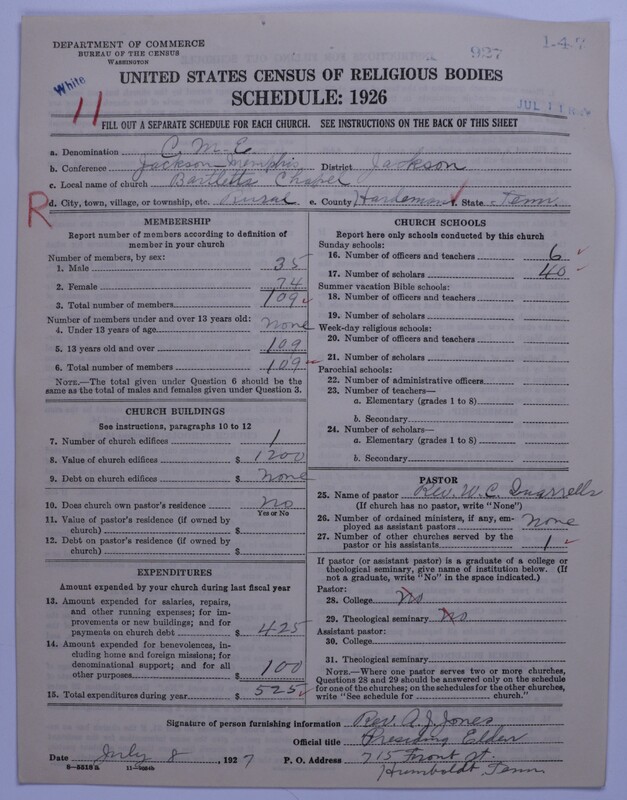 DEPARTMENT OF COMMERCE
BUREAU OF THE CENSUS
WASHINGTON
White
11
927
147
JUL 11
UNITED STATES CENSUS OF RELIGIOUS BODIES
SCHEDULE: 1926
FILL OUT A SEPARATE SCHEDULE FOR EACH CHURCH. SEE INSTRUCTIONS ON THE BACK OF THIS SHEET
a. Denomination C. M. E
b. Conference Jackson-Memphis District Jackson
c. Local name of church Bartletts Chapel
R
d. City, town, village, or township, etc. Rural e. County Hardeman f. State Tenn.
MEMBERSHIP
Report number of members according to definition of
member in your church
Number of members, by sex:
1. Male 35
2. Female 74
3. Total number of members 109
Number of members under and over 13 years old:
4. Under 13 years of age None
5. 13 years old and over 109
6. Total number of members 109
NOTE.—The total given under Question 6 should be the
same as the total of males and females given under Question 3.
CHURCH BUILDINGS
See instructions, paragraphs 10 to 12
7. Number of church edifices 1
8. Value of church edifices $ 1200
9. Debt on church edifices $ None
10. Does church own pastor's residence No
Yes or No
11. Value of pastor's residence (if owned by
church) $
12. Debt on pastor's residence (if owned by
church) $
EXPENDITURES
Amount expended by your church during last fiscal year
13. Amount expended for salaries, repairs,
and other running expenses; for im-
provements or new buildings; and for
payments on church debt $ 425
14. Amount expended for benevolences, in-
cluding home and foreign missions; for
denominational support; and for all
other purposes $ 100
15. Total expenditures during year $ 525
CHURCH SCHOOLS
Report here only schools conducted by this church
Sunday schools:
16. Number of officers and teachers 6
17. Number of scholars 40
Summer vacation Bible schools:
18. Number of officers and teachers
19. Number of scholars
Week-day religious schools:
20. Number of officers and teachers
21. Number of scholars
Parochial schools:
22. Number of administrative officers
23. Number of teachers—
a. Elementary (grades 1 to 8)
b. Secondary
24. Number of scholars—
a. Elementary (grades 1 to 8)
b. Secondary
PASTOR
25. Name of pastor Rev. W. C.
(If church has no pastor, write "None")
26. Number of ordained ministers, if any, em-
ployed as assistant pastors None
27. Number of other churches served by the
pastor or his assistants 1
If pastor (or assistant pastor) is a graduate of a college or
theological seminary, give name of institution below. (If
not a graduate, write "No" in the space indicated.)
Pastor:
28. College No
29. Theological seminary No
Assistant pastor:
30. College
31. Theological seminary
NOTE.—Where one pastor serves two or more churches,
Questions 28 and 29 should be answered only on the schedule
for one of the churches; on the schedules for the other churches,
write "See schedule for church."
Signature of person furnishing information Rev. A. J. Jones
Official title Presiding Elder
Date July 8, 1927 P. O. Address 715 Front st.
Humboldt Tenn